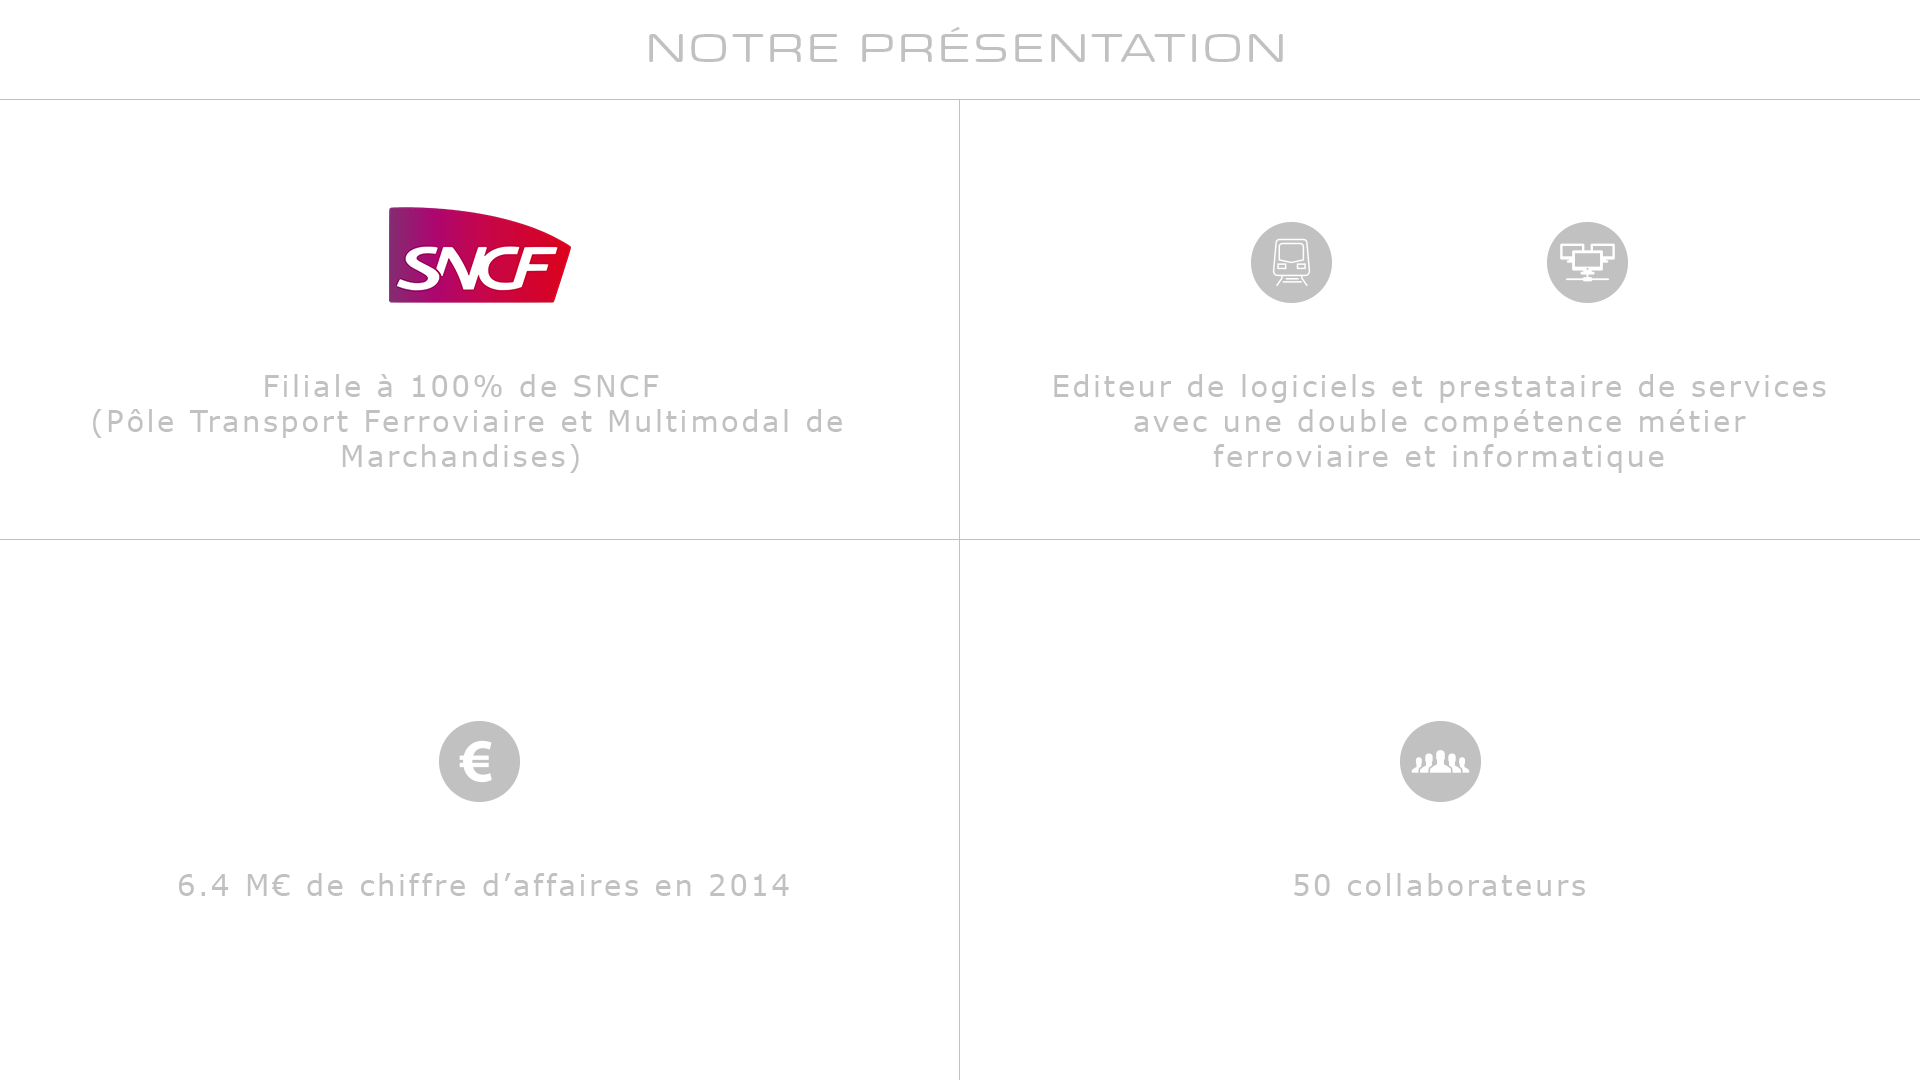 NOTRE PRÉSENTATION
SNCF
Filiale à 100% de SNCF
(Pôle Transport Ferroviaire et Multimodal de
Marchandises)
Editeur de logiciels et prestataire de services
avec une double compétence métier
ferroviaire et informatique
€
6.4 M€ de chiffre d’affaires en 2014
50 collaborateurs